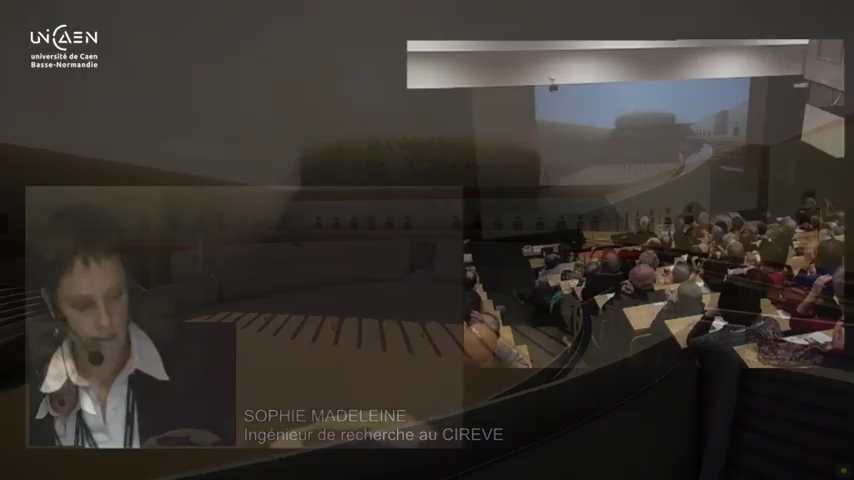 UNICAEN
université de Caen
Basse-Normandie
SOPHIE MADELEINE
Ingénieur de recherche au CIREVE